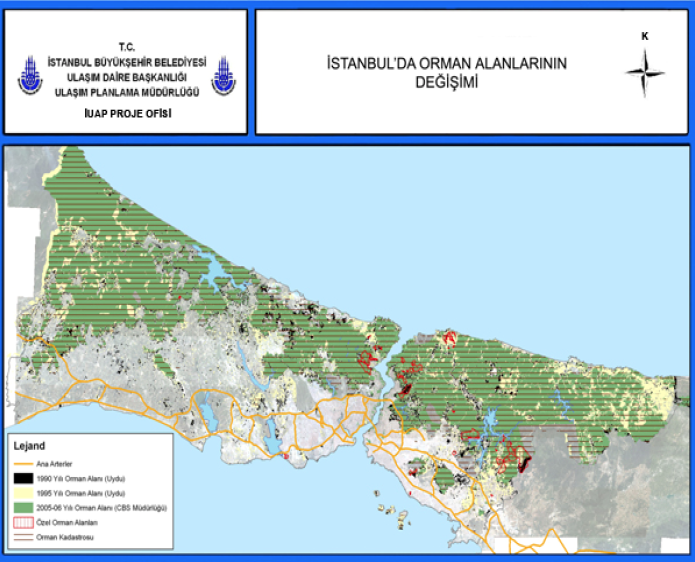 T.C.
İSTANBUL BÜYÜKŞEHİR BELEDİYESİ
ULAŞIM DAİRE BAŞKANLIĞI
ULAŞIM PLANLAMA MÜDÜRLÜĞÜ
İUAP PROJE OFİSİ
İSTANBUL'DA ORMAN ALANLARININ
DEĞİŞİMİ
K
Lejand
Ana Arterler
1990 Yılı Orman Alanı (Uydu)
1995 Yılı Orman Alanı (Uydu)
2005-06 Yılı Orman Alanı (CBS Müdürlüğü)
Özel Orman Alanları
Orman Kadastrosu